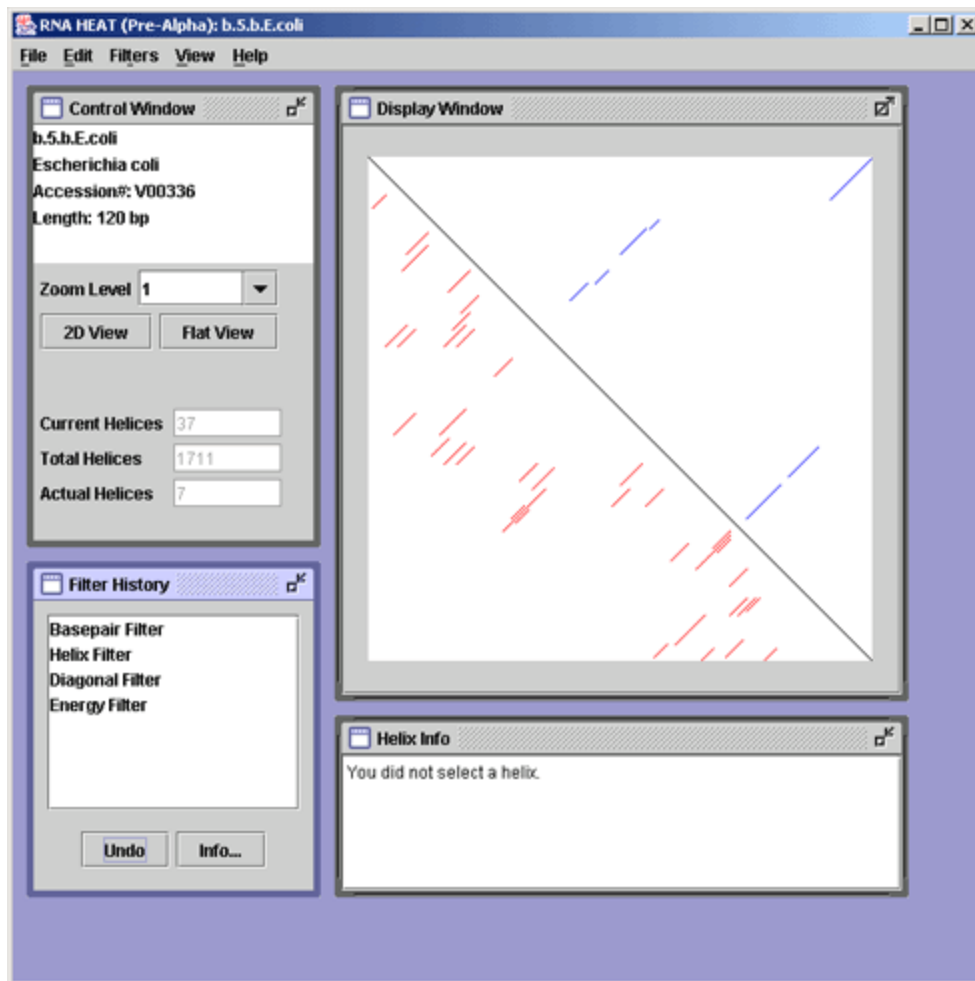 RNA HEAT (Pre-Alpha): b.5.b.E.coli
File Edit Filters View Help
Control Window
b.5.b.E.coli
Escherichia coli
Accession#: V00336
Length: 120 bp
Zoom Level 1
2D View Flat View
Current Helices 37
Total Helices 1711
Actual Helices 7
Filter History
Basepair Filter
Helix Filter
Diagonal Filter
Energy Filter
Undo Info...
Display Window
Helix Info
You did not select a helix.